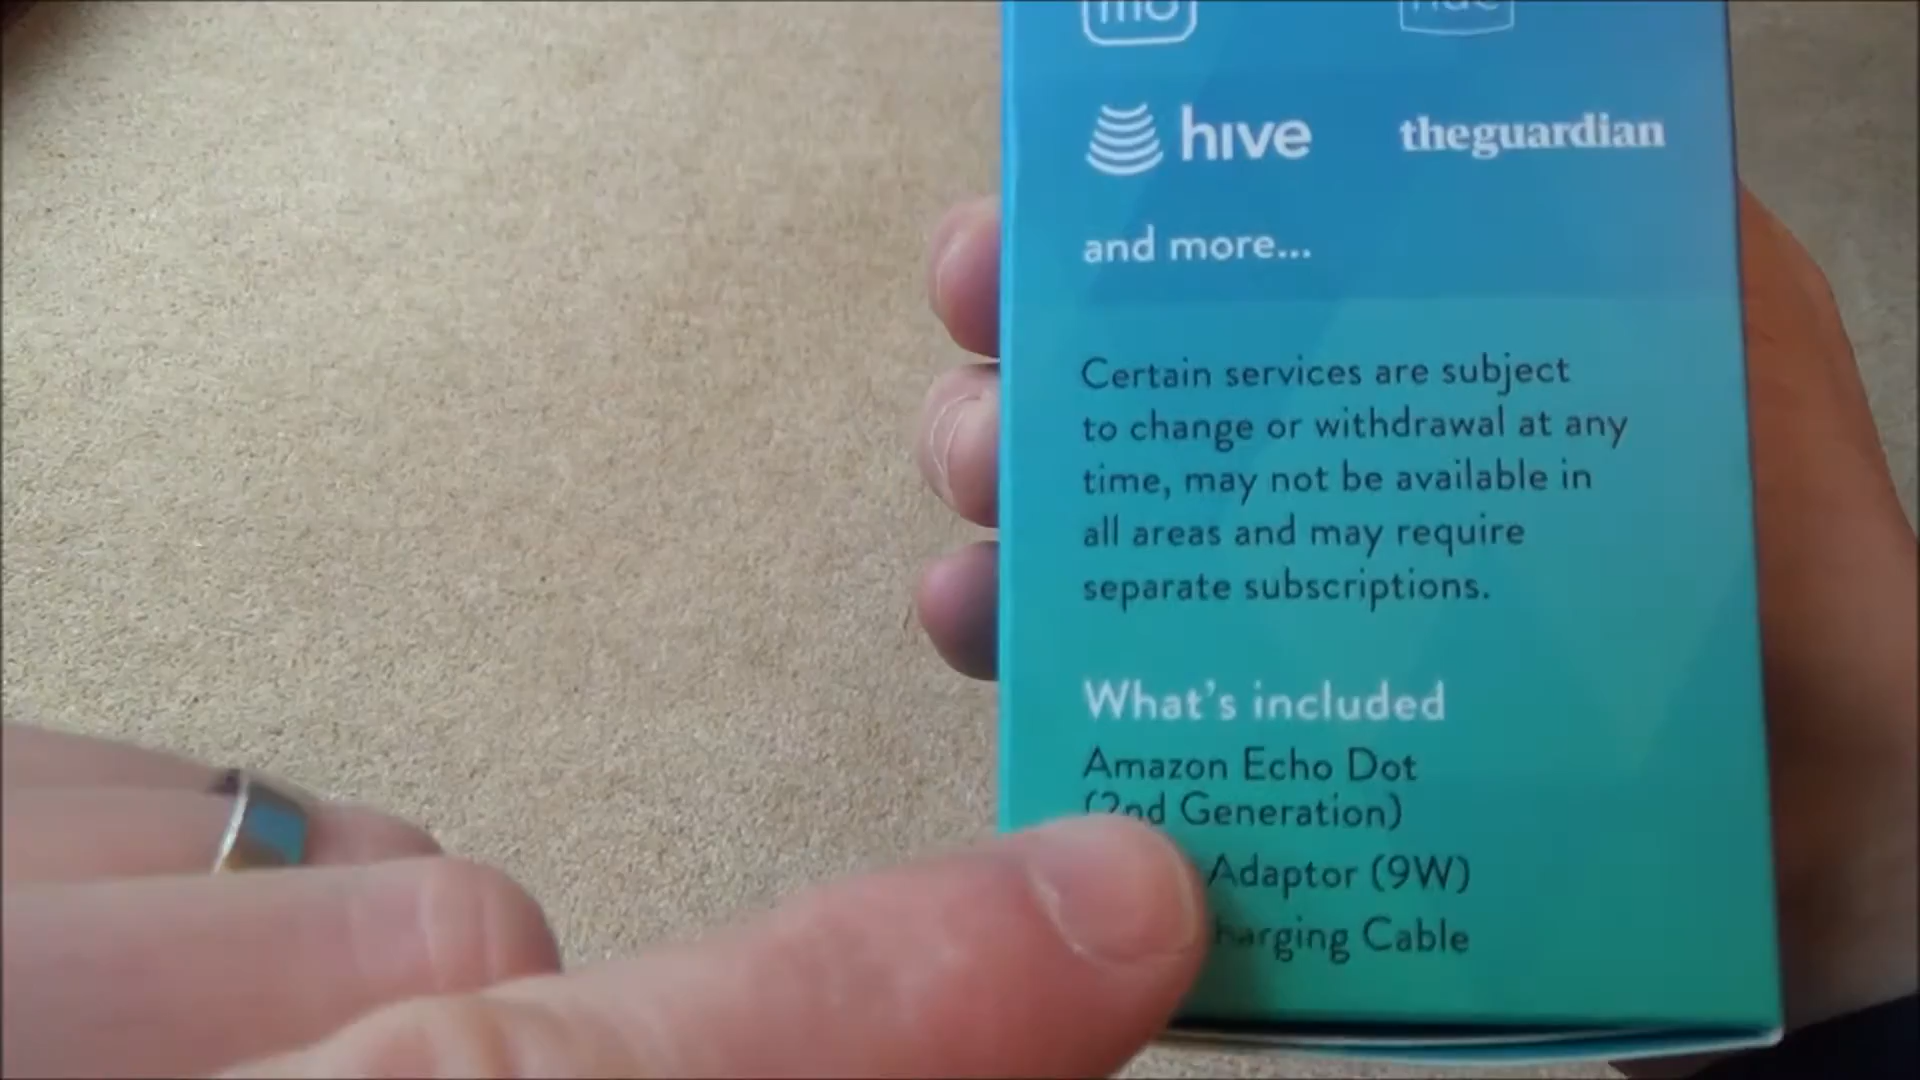 hive
theguardian
and more...
Certain services are subject
to change or withdrawal at any
time, may not be available in
all areas and may require
separate subscriptions.
What's included
Amazon Echo Dot
(2nd Generation)
Adaptor (9W)
Cable